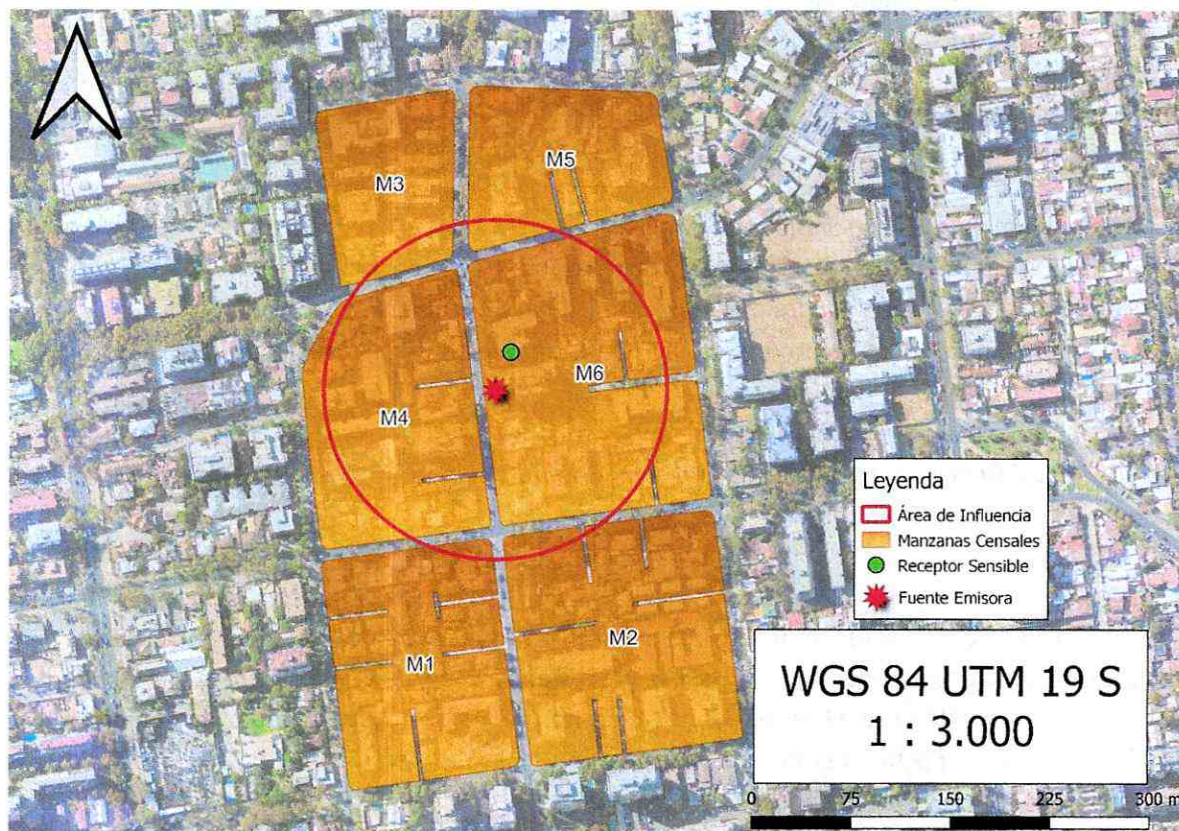 M3
M5
M4
M6
M1
M2
Leyenda
Área de Influencia
Manzanas Censales
Receptor Sensible
Fuente Emisora
WGS 84 UTM 19 S
1 : 3.000
0 75 150 225 300 m